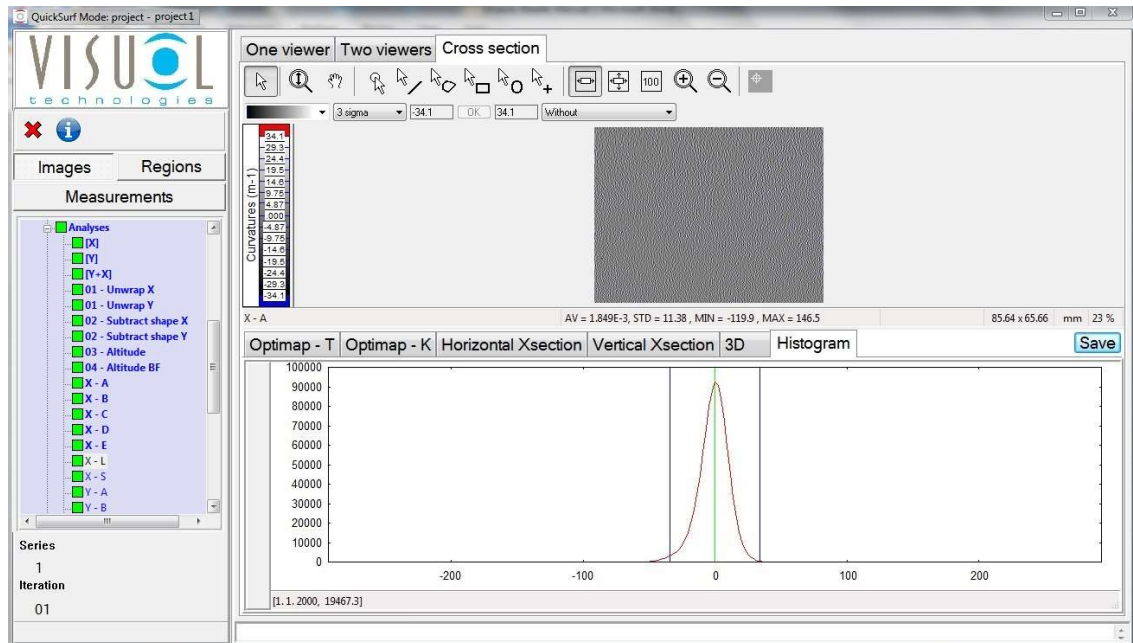 QuickSurf Mode: project - project1
VISUOL
technologies
Images Regions
Measurements
Analyses
[X]
[Y]
[Y+X]
01 - Unwrap X
01 - Unwrap Y
02 - Subtract shape X
02 - Subtract shape Y
03 - Altitude
04 - Altitude BF
X - A
X - B
X - C
X - D
X - E
X - L
X - S
Y - A
Y - B
Series
1
Iteration
01
One viewer Two viewers Cross section
100
3 sigma -34.1 OK 34.1 Without
Curvatures (m-1)
34.1
29.3
24.4
19.5
14.6
9.75
4.87
.000
-4.87
-9.75
-14.6
-19.5
-24.4
-29.3
-34.1
X - A AV = 1.849E-3, STD = 11.38 , MIN = -119.9 , MAX = 146.5 85.64 x 65.66 mm 23 %
Optimap - T Optimap - K Horizontal Xsection Vertical Xsection 3D Histogram Save
100000
90000
80000
70000
60000
50000
40000
30000
20000
10000
0
-200 -100 0 100 200
[1. 1. 2000, 19467.3]